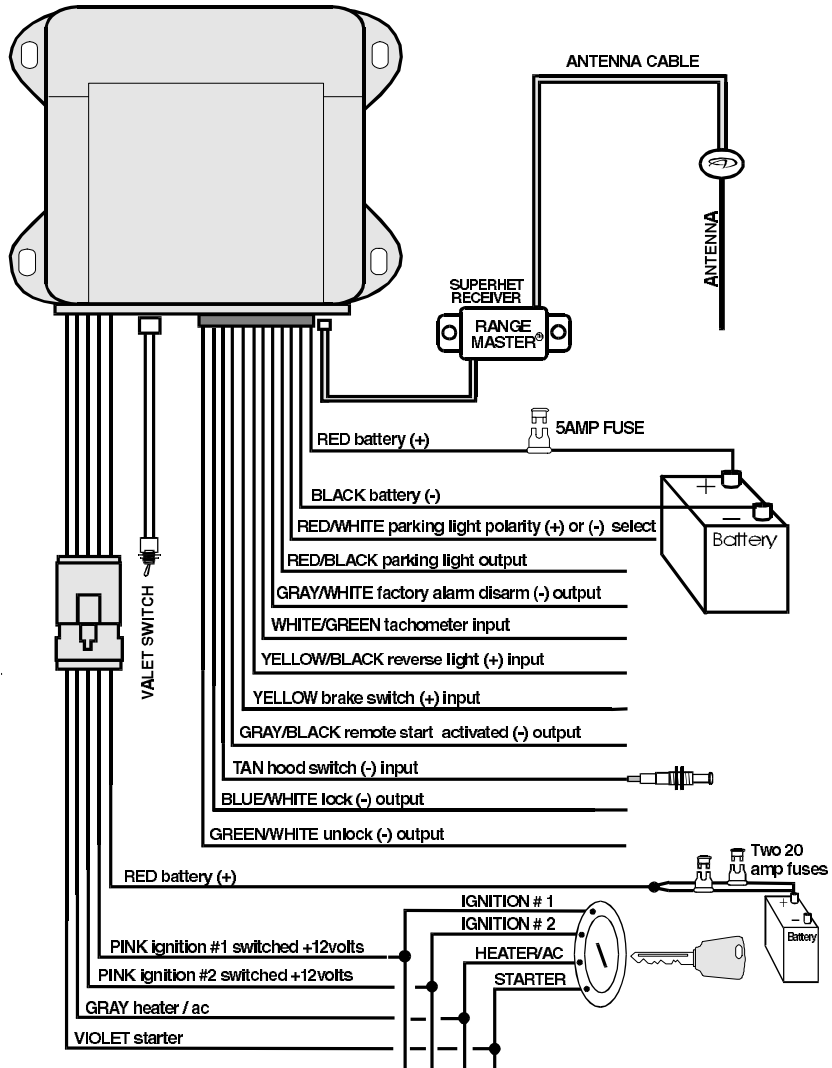 ANTENNA CABLE
ANTENNA
SUPERHET
RECEIVER
RANGE
MASTER®
5AMP FUSE
RED battery (+)
BLACK battery (-)
+
−
Battery
RED/WHITE parking light polarity (+) or (-) select
RED/BLACK parking light output
GRAY/WHITE factory alarm disarm (-) output
WHITE/GREEN tachometer input
YELLOW/BLACK reverse light (+) input
YELLOW brake switch (+) input
GRAY/BLACK remote start activated (-) output
TAN hood switch (-) input
BLUE/WHITE lock (-) output
GREEN/WHITE unlock (-) output
VALET SWITCH
Two 20
amp fuses
RED battery (+)
+
-
Battery
IGNITION # 1
IGNITION # 2
HEATER/AC
STARTER
PINK ignition #1 switched +12volts
PINK ignition #2 switched +12volts
GRAY heater / ac
VIOLET starter